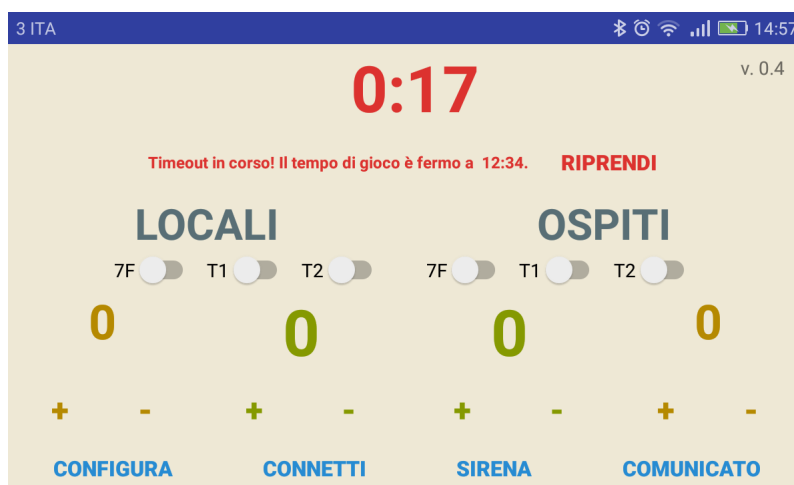 3 ITA 14:57
v. 0.4
0:17
Timeout in corso! Il tempo di gioco è fermo a 12:34. RIPRENDI
LOCALI OSPITI
7F T1 T2 7F T1 T2
0 0 0 0
+ - + - + - + -
CONFIGURA CONNETTI SIRENA COMUNICATO